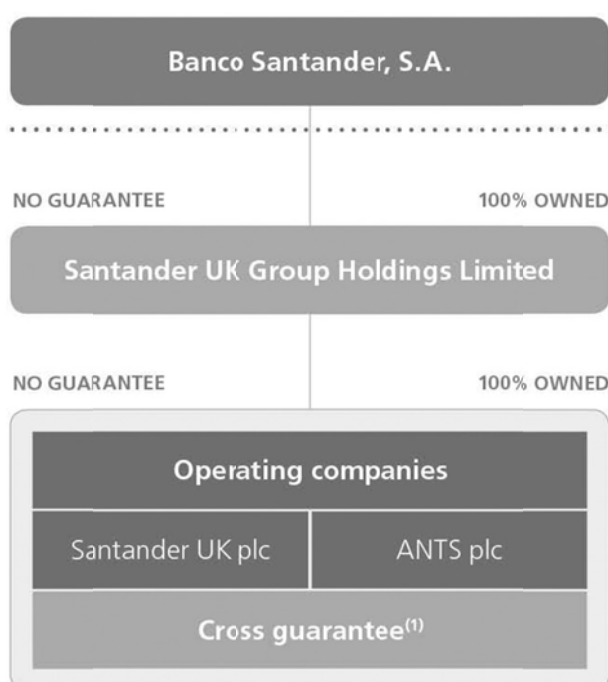 Banco Santander, S.A.
NO GUARANTEE 100% OWNED
Santander UK Group Holdings Limited
NO GUARANTEE 100% OWNED
Operating companies
Santander UK plc ANTS plc
Cross guarantee(1)